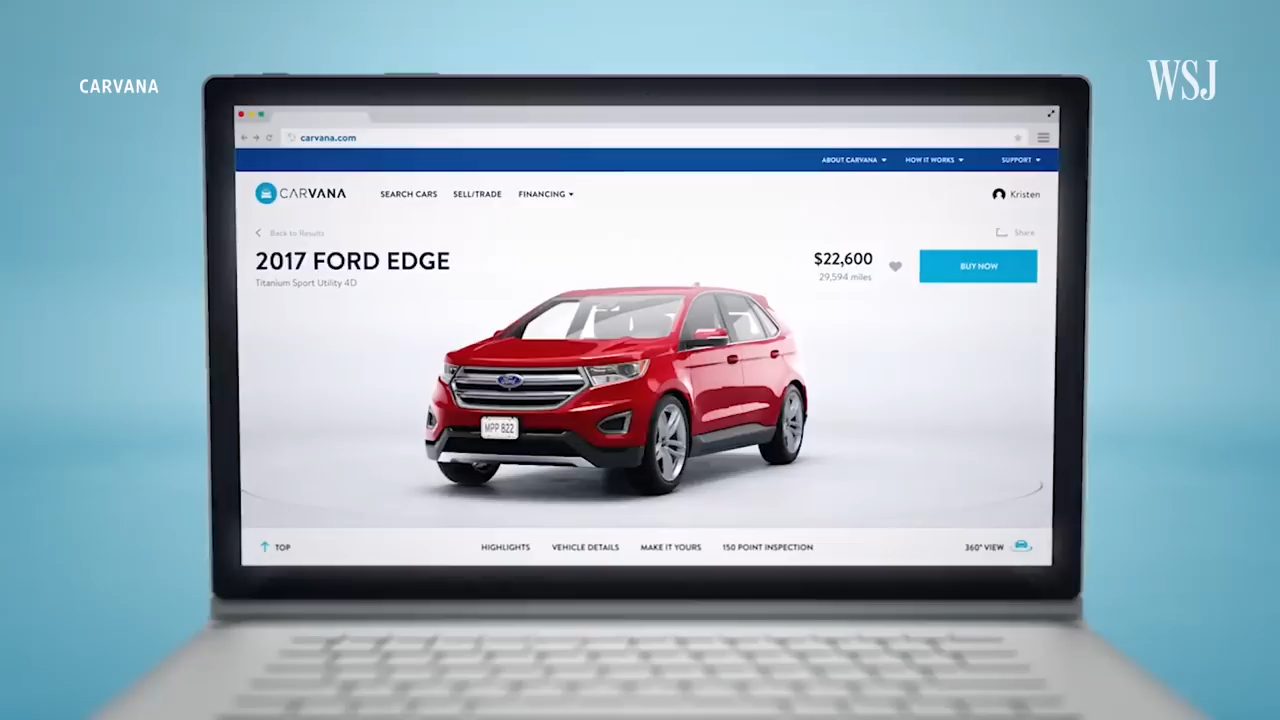 CARVANA
WSJ
carvana.com
ABOUT CARVANA
HOW IT WORKS
SUPPORT
CARVANA
SEARCH CARS
SELL/TRADE
FINANCING
Kristen
Back to Results
Share
2017 FORD EDGE
$22,600
BUY NOW
Titanium Sport Utility 4D
29,594 miles
Ford
MPP 822
TOP
HIGHLIGHTS
VEHICLE DETAILS
MAKE IT YOURS
150 POINT INSPECTION
360° VIEW